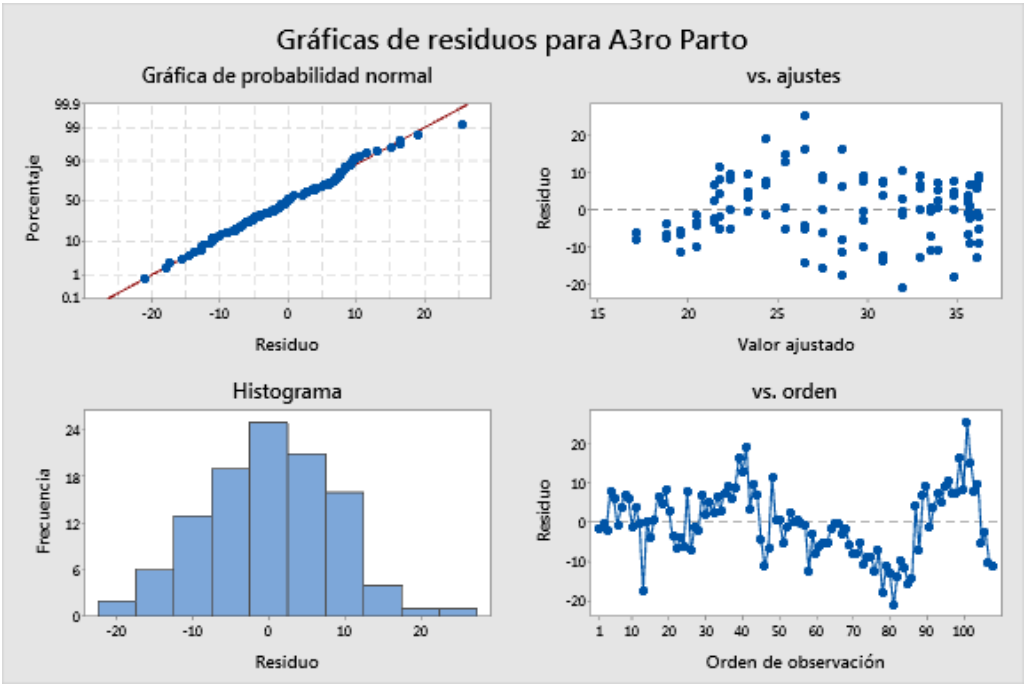 Gráficas de residuos para A3ro Parto
Gráfica de probabilidad normal
99.9
99
90
50
10
1
0.1
Porcentaje
-20 -10 0 10 20
Residuo
vs. ajustes
20
10
0
-10
-20
Residuo
15 20 25 30 35
Valor ajustado
Histograma
24
18
12
6
0
Frecuencia
-20 -10 0 10 20
Residuo
vs. orden
20
10
0
-10
-20
Residuo
1 10 20 30 40 50 60 70 80 90 100
Orden de observación